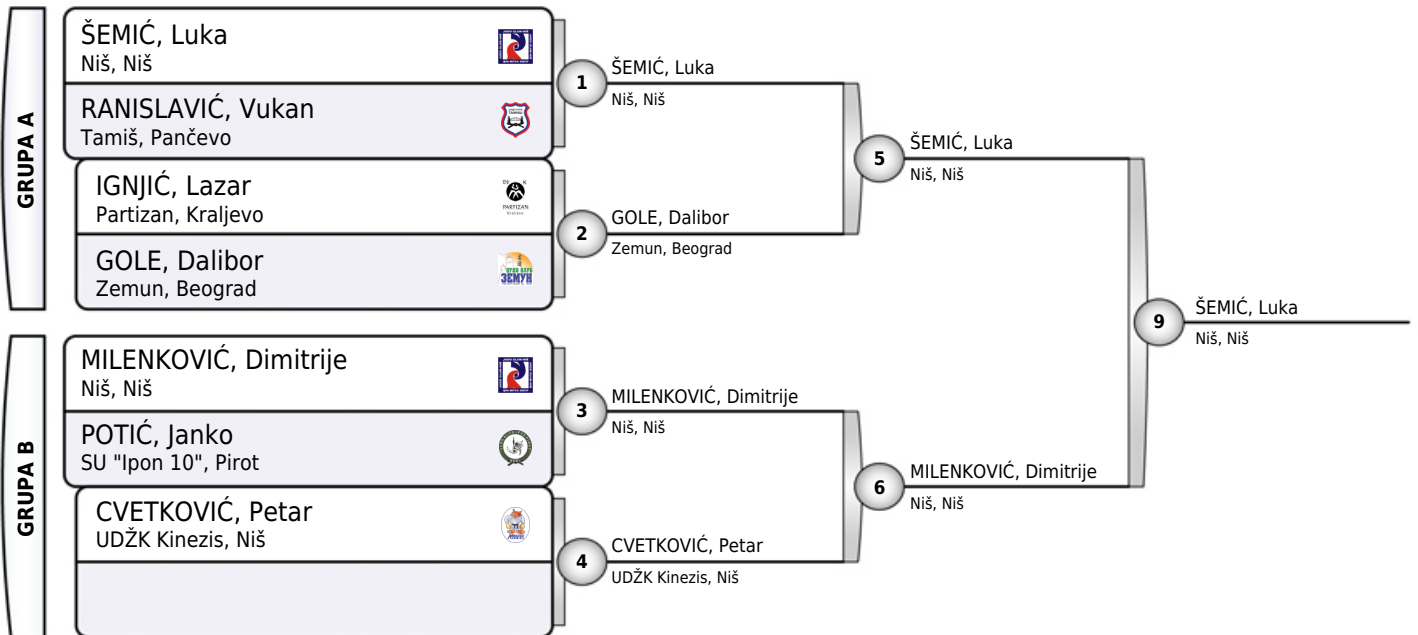 GRUPA A
ŠEMIĆ, Luka
Niš, Niš
RANISLAVIĆ, Vukan
Tamiš, Pančevo
IGNJIĆ, Lazar
Partizan, Kraljevo
PARTIZAN
GOLE, Dalibor
Zemun, Beograd
ЗЕМУН
1
ŠEMIĆ, Luka
Niš, Niš
2
GOLE, Dalibor
Zemun, Beograd
5
ŠEMIĆ, Luka
Niš, Niš
GRUPA B
MILENKOVIĆ, Dimitrije
Niš, Niš
POTIĆ, Janko
SU "Ipon 10", Pirot
CVETKOVIĆ, Petar
UDŽK Kinezis, Niš
3
MILENKOVIĆ, Dimitrije
Niš, Niš
4
CVETKOVIĆ, Petar
UDŽK Kinezis, Niš
6
MILENKOVIĆ, Dimitrije
Niš, Niš
9
ŠEMIĆ, Luka
Niš, Niš